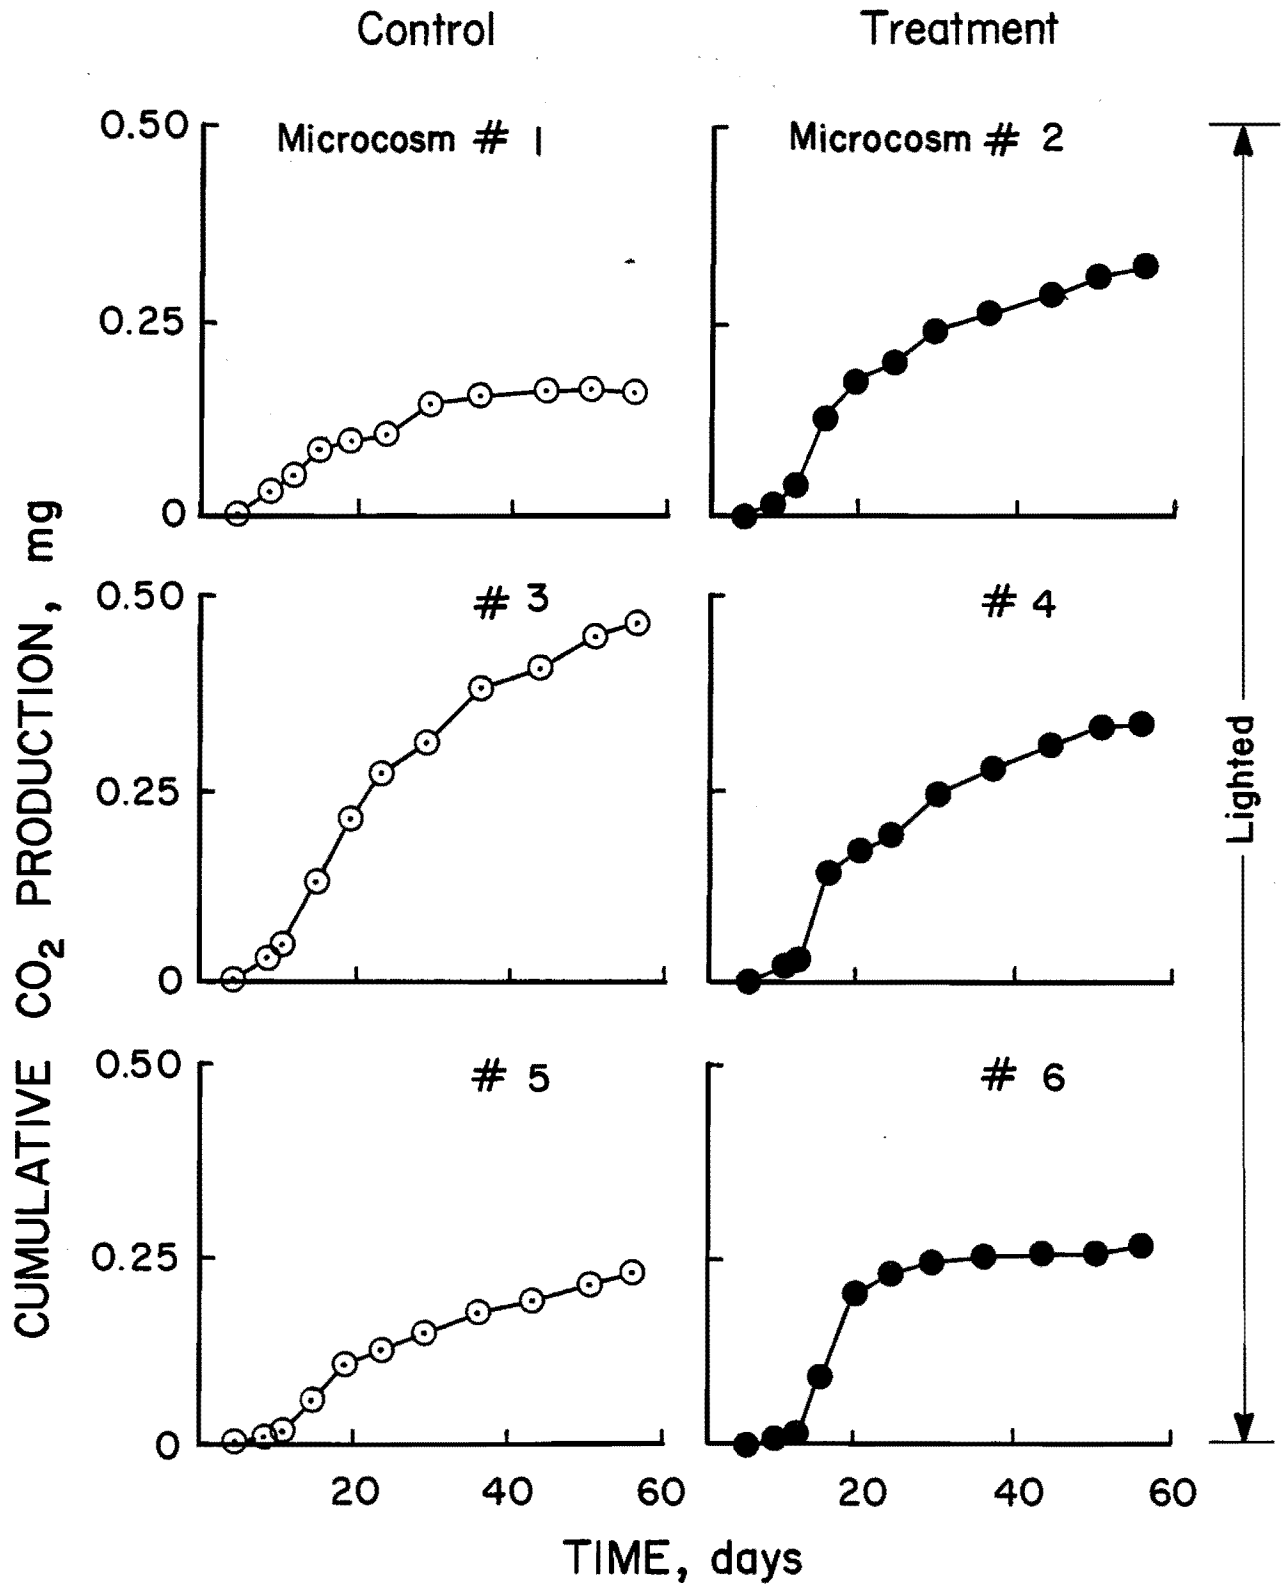 Control Treatment
Microcosm # 1 Microcosm # 2
0.50
0.25
0
# 3 # 4
0.50
0.25
0
# 5 # 6
0.50
0.25
0
20 40 60 20 40 60
TIME, days
CUMULATIVE CO₂ PRODUCTION, mg
Lighted